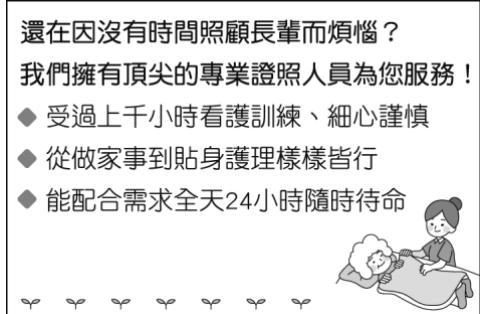 還在因沒有時間照顧長輩而煩惱？
我們擁有頂尖的專業證照人員為您服務！
◆ 受過上千小時看護訓練、細心謹慎
◆ 從做家事到貼身護理樣樣皆行
◆ 能配合需求全天24小時隨時待命